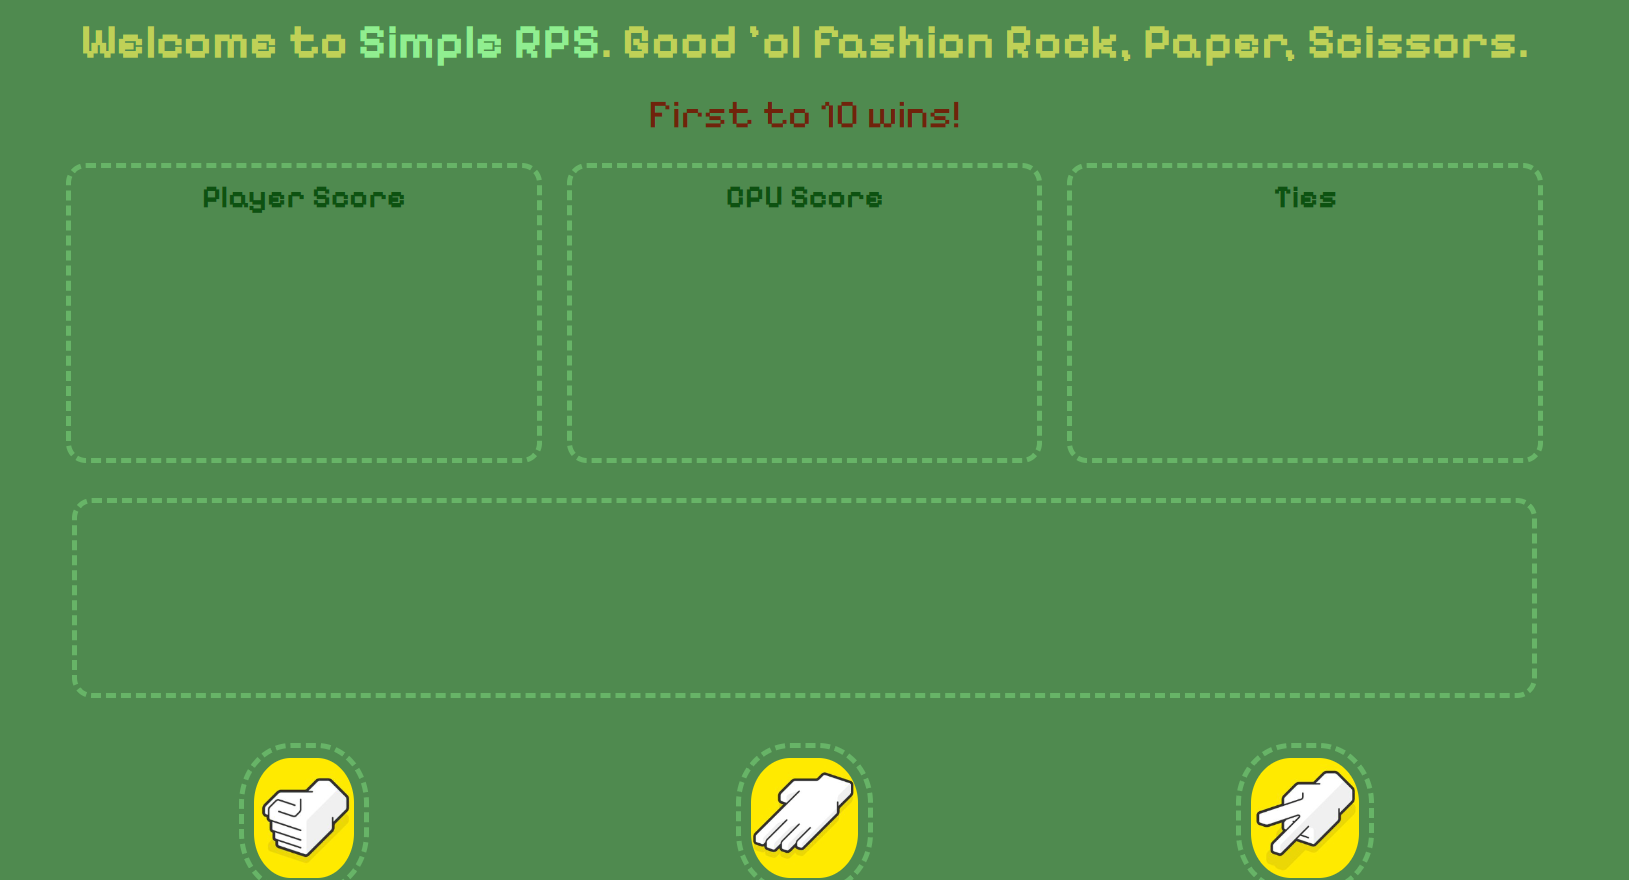 Welcome to Simple RPS. Good 'ol Fashion Rock, Paper, Scissors.
First to 10 wins!
Player Score
CPU Score
Ties